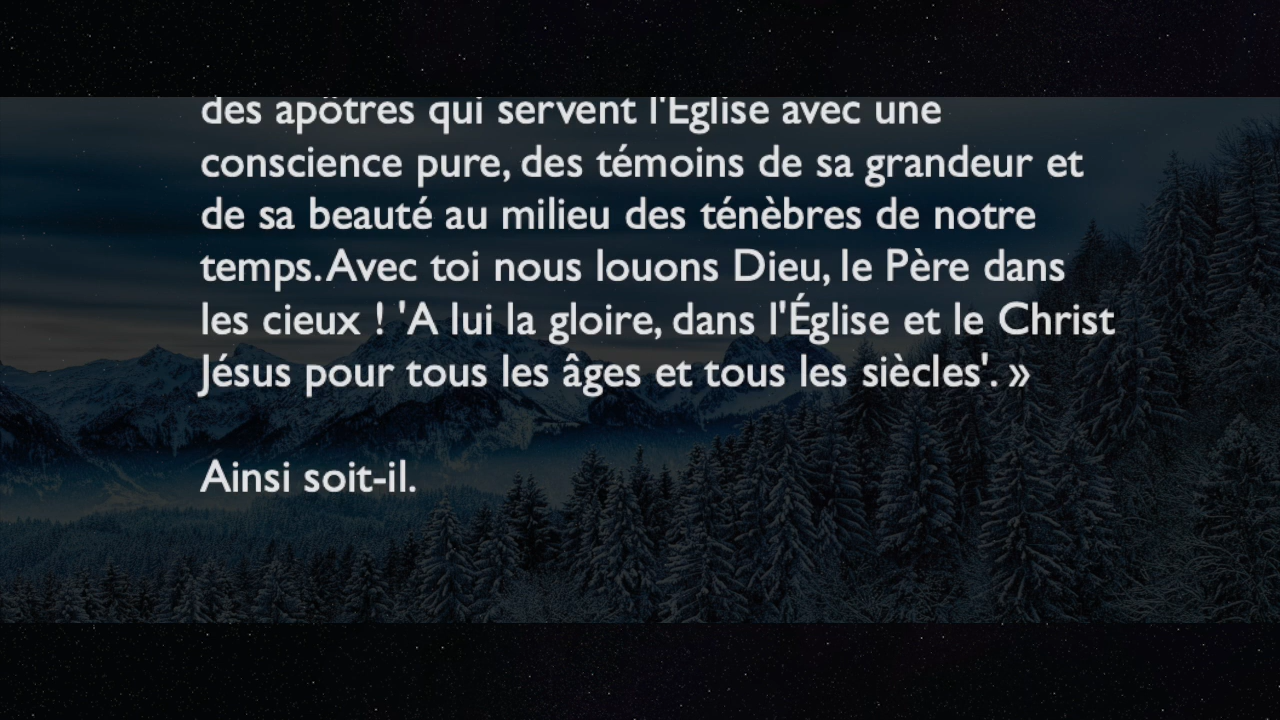 des apôtres qui servent l'Église avec une
conscience pure, des témoins de sa grandeur et
de sa beauté au milieu des ténèbres de notre
temps. Avec toi nous louons Dieu, le Père dans
les cieux ! 'A lui la gloire, dans l'Église et le Christ
Jésus pour tous les âges et tous les siècles'. »
Ainsi soit-il.